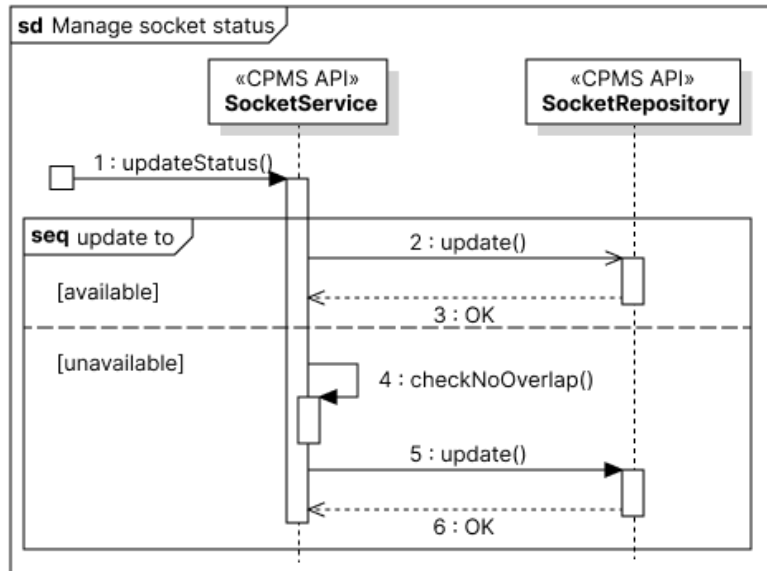 sd Manage socket status
«CPMS API»
SocketService
«CPMS API»
SocketRepository
1 : updateStatus()
seq update to
2 : update()
[available]
3 : OK
[unavailable]
4 : checkNoOverlap()
5 : update()
6 : OK